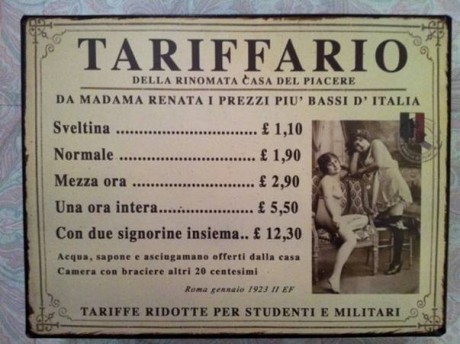 TARIFFARIO
DELLA RINOMATA CASA DEL PIACERE
DA MADAMA RENATA I PREZZI PIU' BASSI D' ITALIA
Sveltina ........................ £ 1,10
Normale ........................ £ 1,90
Mezza ora ..................... £ 2,90
Una ora intera................ £ 5,50
Con due signorine insieme.. £ 12,30
Acqua, sapone e asciugamano offerti dalla casa
Camera con braciere altri 20 centesimi
Roma gennaio 1923 II EF
TARIFFE RIDOTTE PER STUDENTI E MILITARI